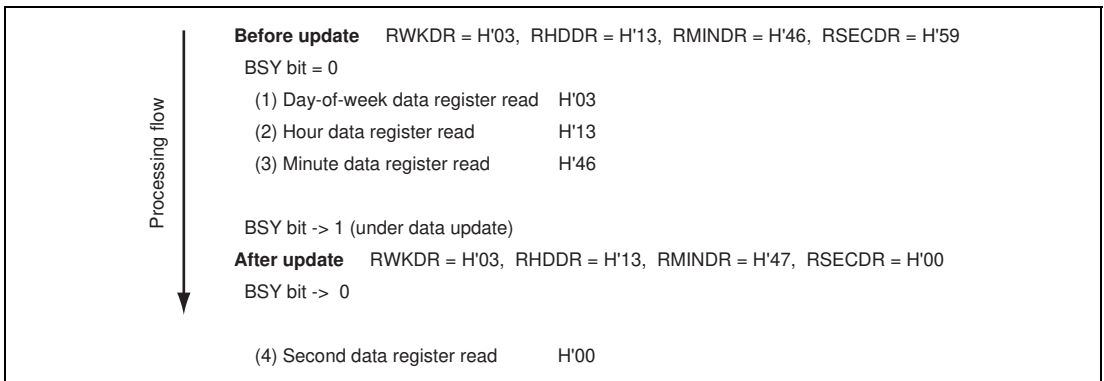 Before update RWKDR = H'03, RHDDR = H'13, RMINDR = H'46, RSECDR = H'59
BSY bit = 0
(1) Day-of-week data register read H'03
(2) Hour data register read H'13
(3) Minute data register read H'46
Processing flow
BSY bit -> 1 (under data update)
After update RWKDR = H'03, RHDDR = H'13, RMINDR = H'47, RSECDR = H'00
BSY bit -> 0
(4) Second data register read H'00